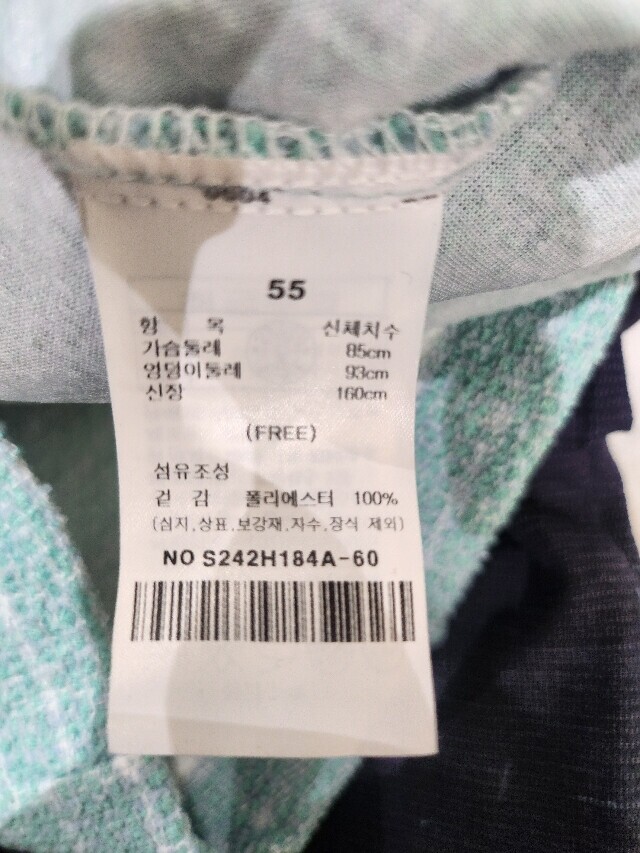 55
항 목 신체치수
가슴둘레 85cm
엉덩이둘레 93cm
신장 160cm
(FREE)
섬유조성
겉 감 폴리에스터 100%
(심지,상표.보강재,자수,장식 제외)
NO S242H184A-60